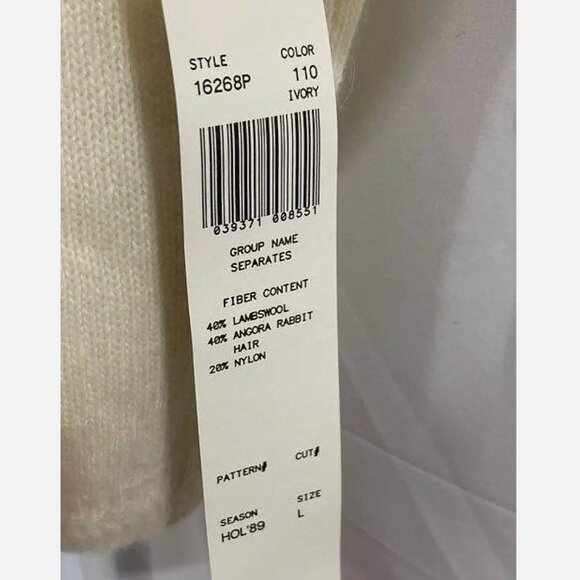 STYLE COLOR
16268P 110
IVORY
039371 008551
GROUP NAME
SEPARATES
FIBER CONTENT
40% LAMBSWOOL
40% ANGORA RABBIT
HAIR
20% NYLON
PATTERN# CUT#
SEASON SIZE
HOL'89 L